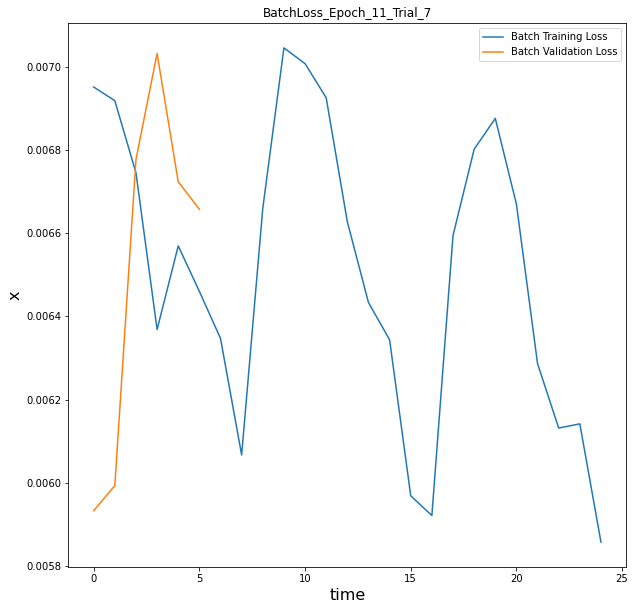 BatchLoss_Epoch_11_Trial_7
Batch Training Loss
Batch Validation Loss
0.0070
0.0068
0.0066
0.0064
0.0062
0.0060
0.0058
x
0 5 10 15 20 25
time